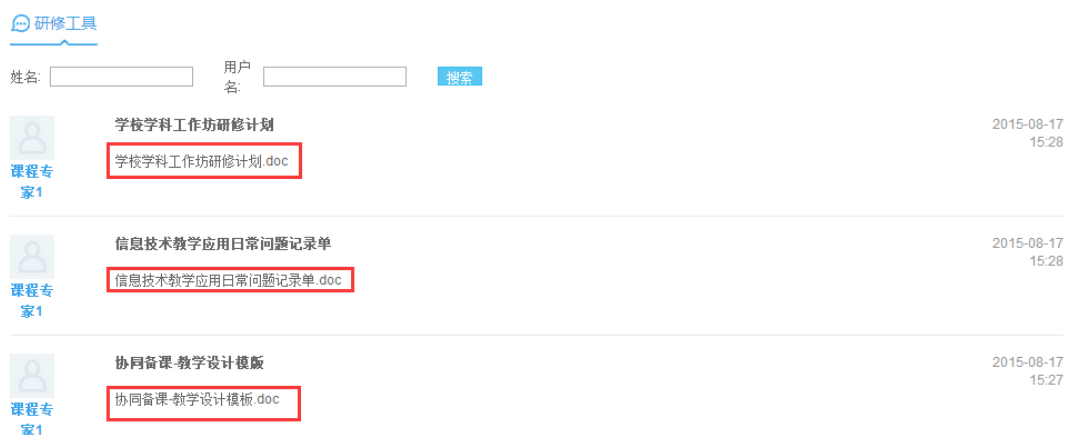 研修工具
姓名:
用户名:
搜索
学校学科工作坊研修计划
2015-08-17
15:28
学校学科工作坊研修计划.doc
课程专
家1
信息技术教学应用日常问题记录单
2015-08-17
15:28
信息技术教学应用日常问题记录单.doc
课程专
家1
协同备课-教学设计模版
2015-08-17
15:27
协同备课-教学设计模板.doc
课程专
家1